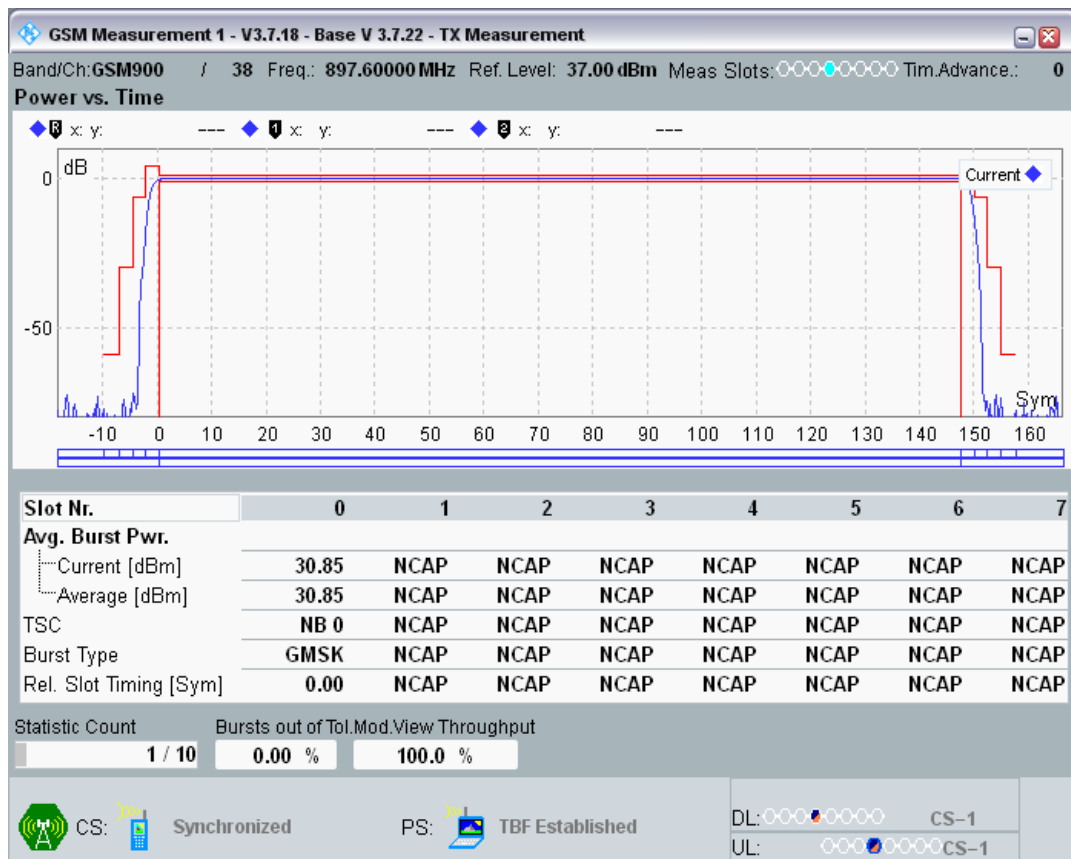 GSM Measurement 1 - V3.7.18 - Base V 3.7.22 - TX Measurement
Band/Ch:GSM900 / 38 Freq.: 897.60000 MHz Ref. Level: 37.00 dBm Meas Slots: Tim.Advance.: 0
Power vs. Time
R x: y: --- 1 x: y: --- 2 x: y: ---
dB
Current
0
-50
Sym
-10 0 10 20 30 40 50 60 70 80 90 100 110 120 130 140 150 160
Slot Nr. 0 1 2 3 4 5 6 7
Avg. Burst Pwr.
Current [dBm] 30.85 NCAP NCAP NCAP NCAP NCAP NCAP NCAP
Average [dBm] 30.85 NCAP NCAP NCAP NCAP NCAP NCAP NCAP
TSC NB 0 NCAP NCAP NCAP NCAP NCAP NCAP NCAP
Burst Type GMSK NCAP NCAP NCAP NCAP NCAP NCAP NCAP
Rel. Slot Timing [Sym] 0.00 NCAP NCAP NCAP NCAP NCAP NCAP NCAP
Statistic Count Bursts out of Tol.Mod.View Throughput
1 / 10 0.00 % 100.0 %
CS: Synchronized PS: TBF Established DL: CS-1
UL: CS-1